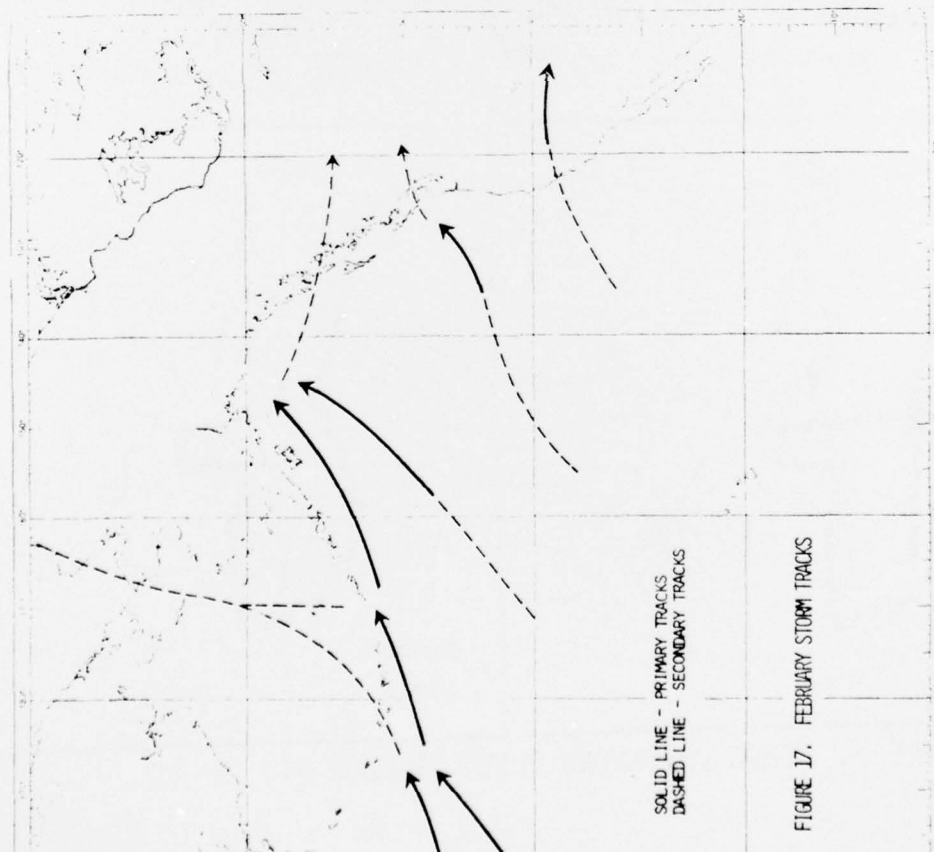 SOLID LINE - PRIMARY TRACKS
DASHED LINE - SECONDARY TRACKS
FIGURE 17. FEBRUARY STORM TRACKS